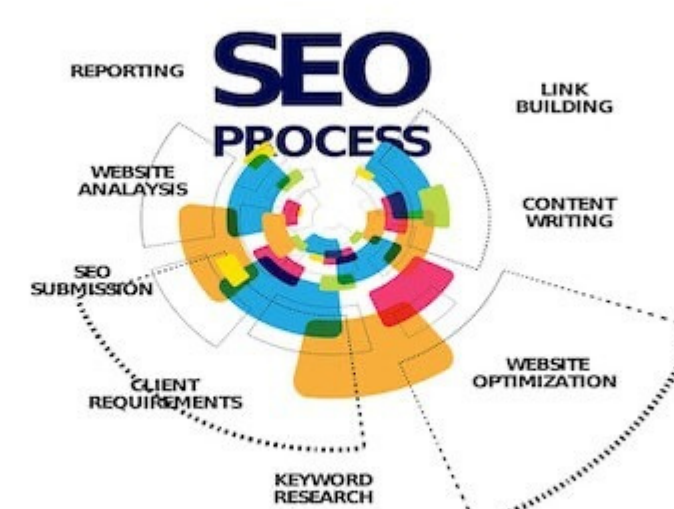 SEO
PROCESS
REPORTING
LINK
BUILDING
WEBSITE
ANALAYSIS
CONTENT
WRITING
SEO
SUBMISSION
WEBSITE
OPTIMIZATION
CLIENT
REQUIREMENTS
KEYWORD
RESEARCH